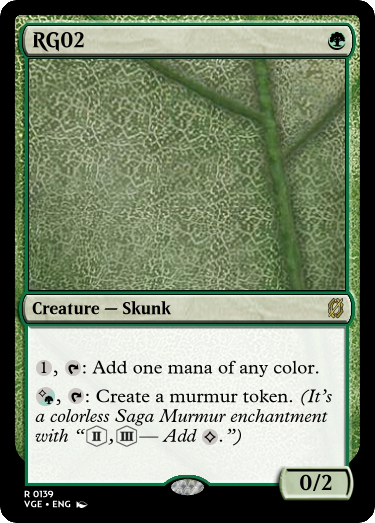 RG02
Creature — Skunk
1, : Add one mana of any color.
, : Create a murmur token. (It's
a colorless Saga Murmur enchantment
with “II, III— Add .”)
0/2
R 0139
VGE • ENG